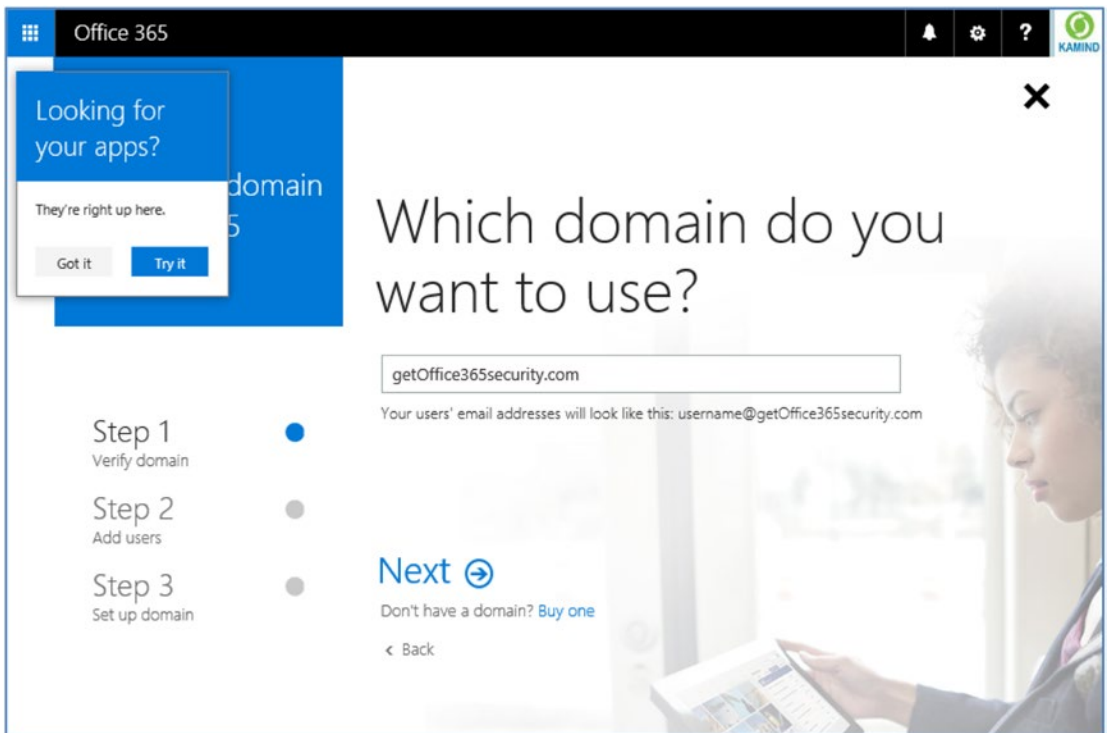 Office 365
?
KAMIND
Looking for
your apps?
They're right up here.
Got it
Try it
domain
5
Which domain do you
want to use?
getOffice365security.com
Your users' email addresses will look like this: username@getOffice365security.com
Step 1
Verify domain
Step 2
Add users
Step 3
Set up domain
Next
Don't have a domain? Buy one
< Back